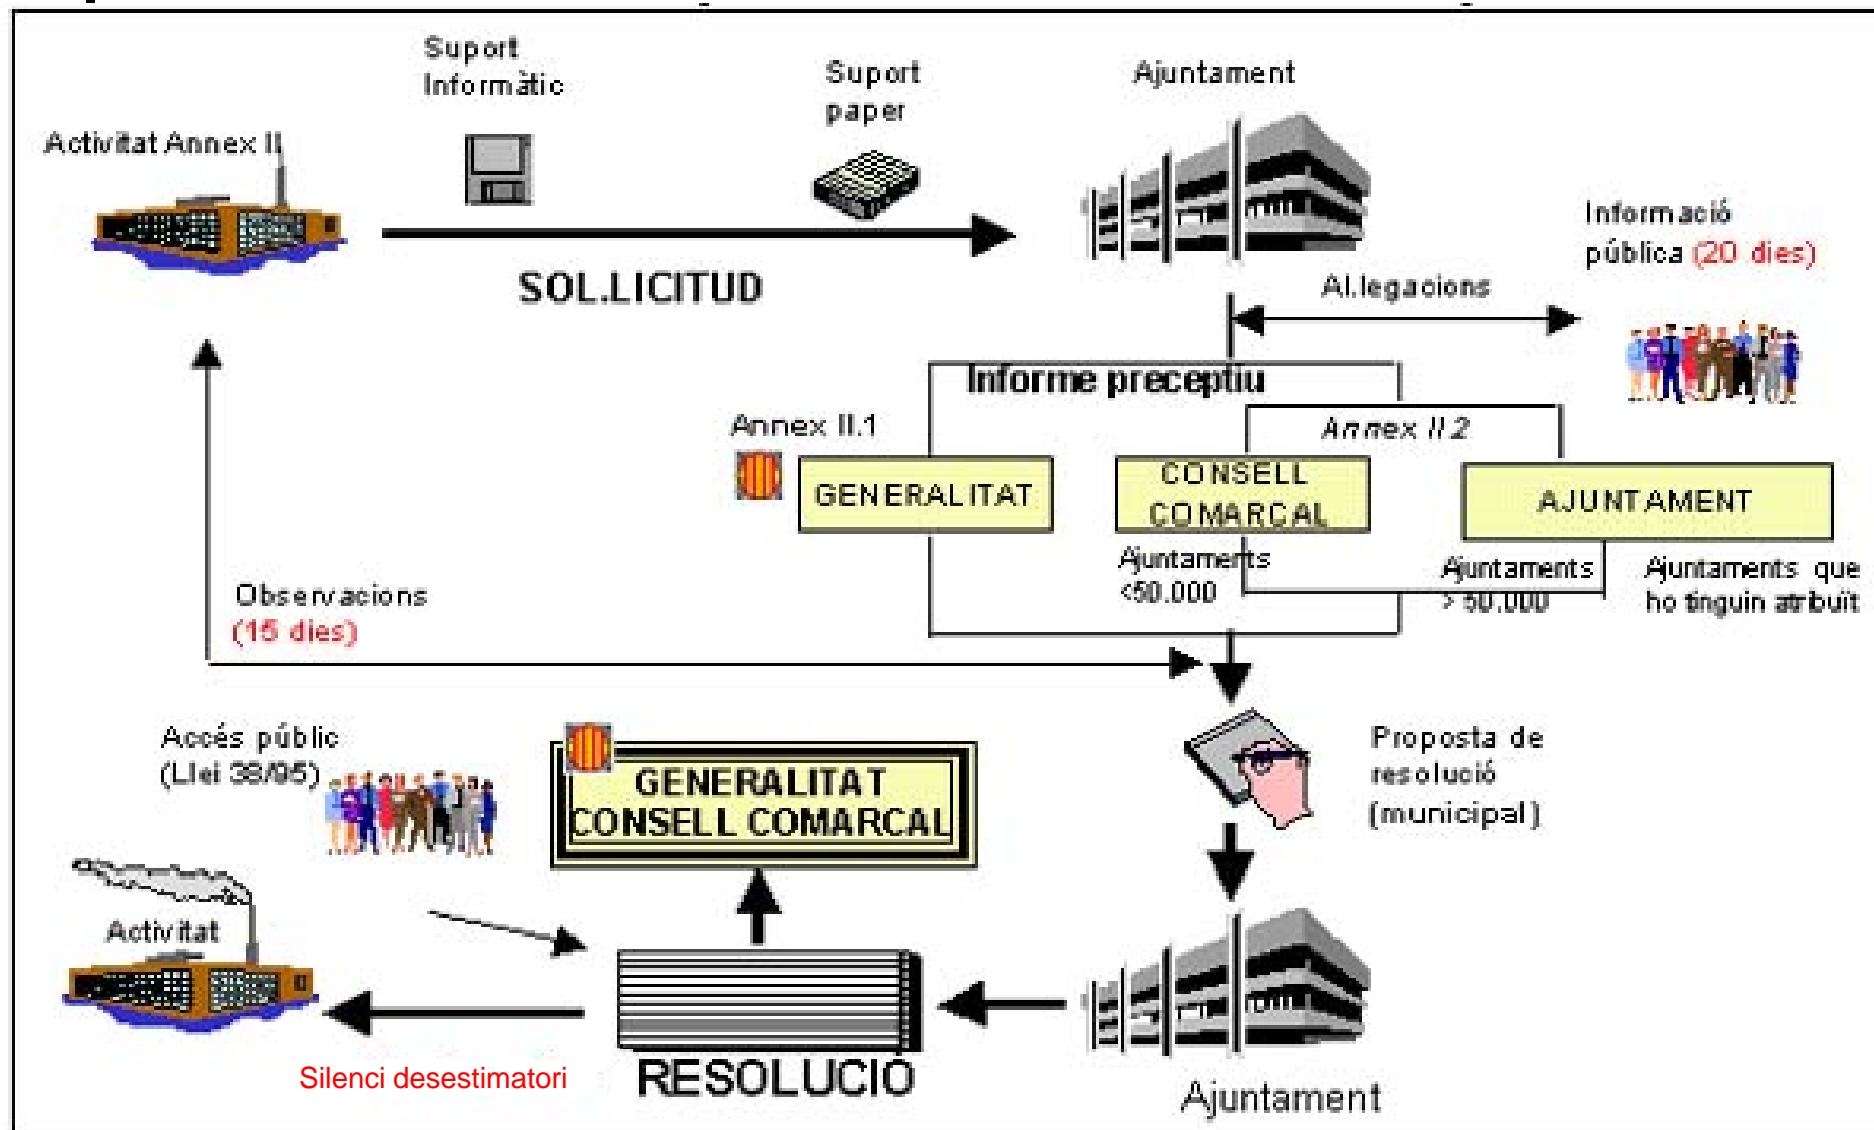 Suport
Informàtic
Suport
paper
Ajuntament
Activitat Annex II
SOL.LICITUD
Informació
pública (20 dies)
Al.legacions
Informe preceptiu
Annex II.1
Annex II.2
GENERALITAT
CONSELL
COMARCAL
AJUNTAMENT
Ajuntaments
<50.000
Ajuntaments
> 50.000
Ajuntaments que
ho tinguin atribuït
Observacions
(15 dies)
Accés públic
(Llei 38/95)
GENERALITAT
CONSELL COMARCAL
Proposta de
resolució
(municipal)
Activitat
Silenci desestimatori
RESOLUCIÓ
Ajuntament